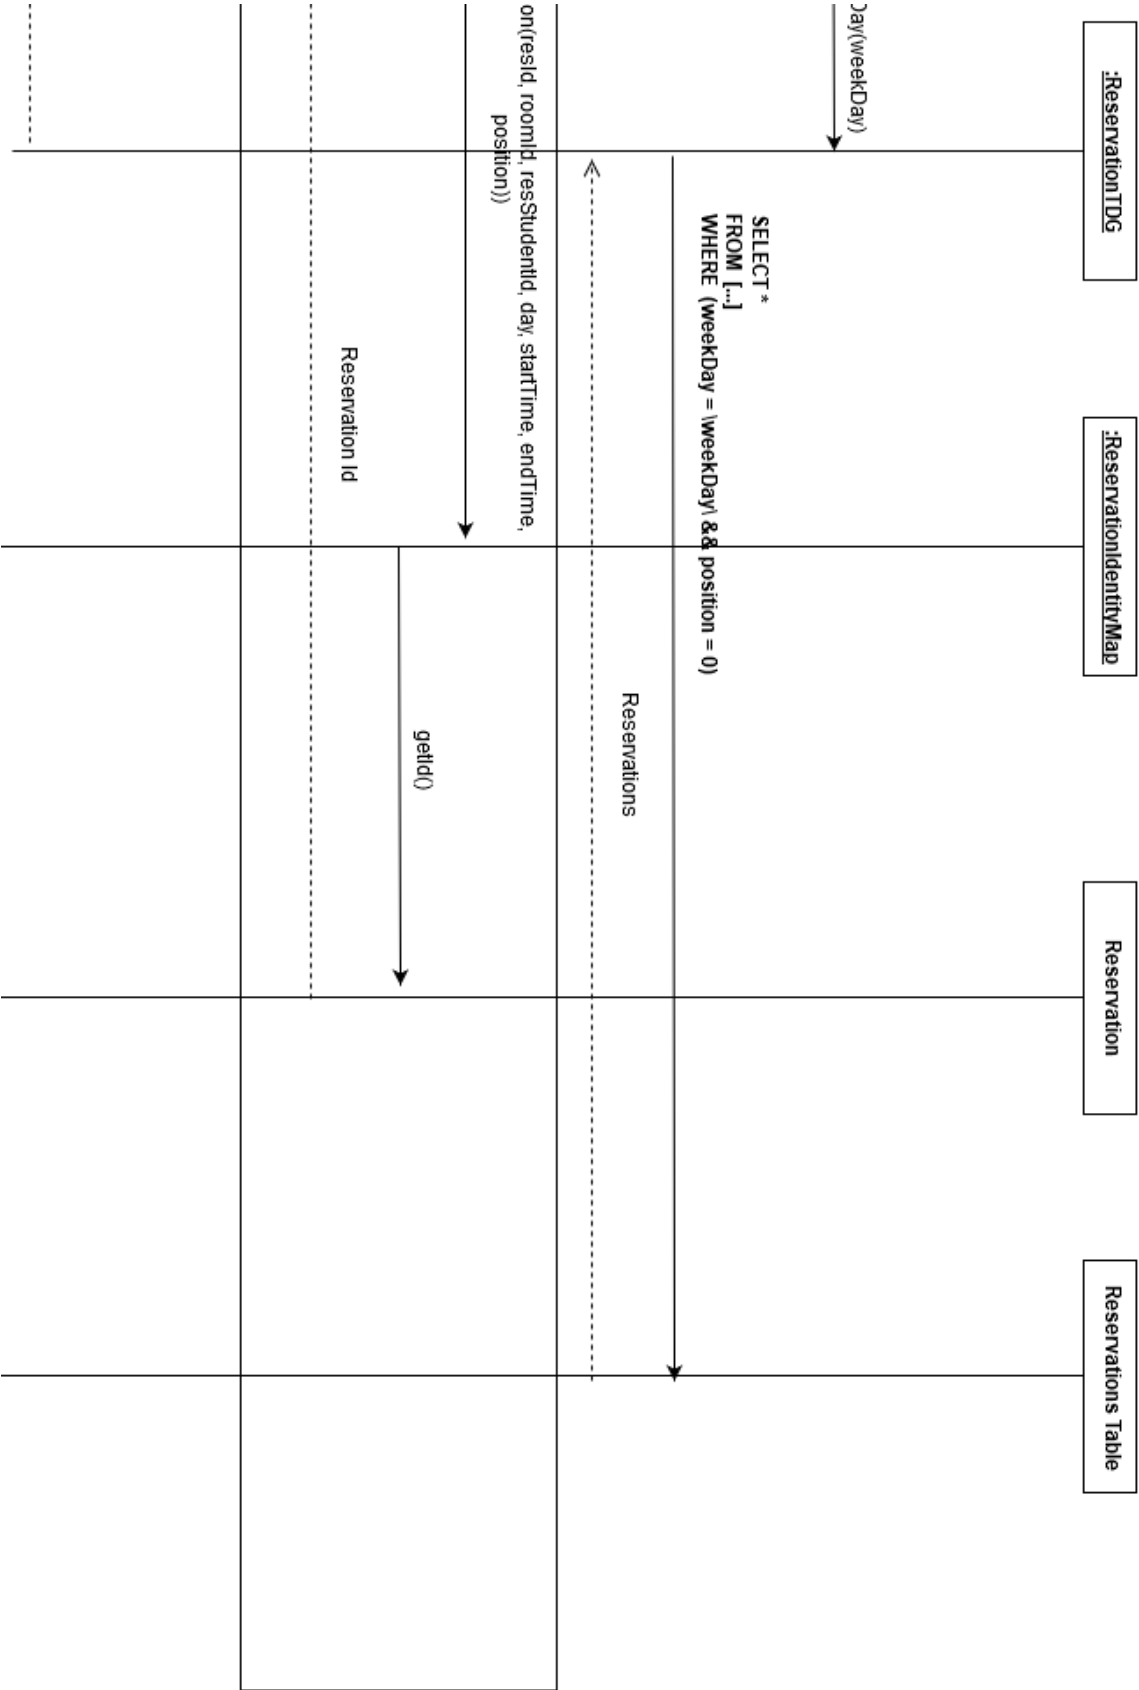 :ReservationTDG
:ReservationIdentityMap
Reservation
Reservations Table
Day(weekDay)
SELECT *
FROM [...]
WHERE (weekDay = \weekDay\ && position = 0)
Reservations
on(resId, roomId, resStudentId, day, startTime, endTime,
position))
getId()
Reservation Id